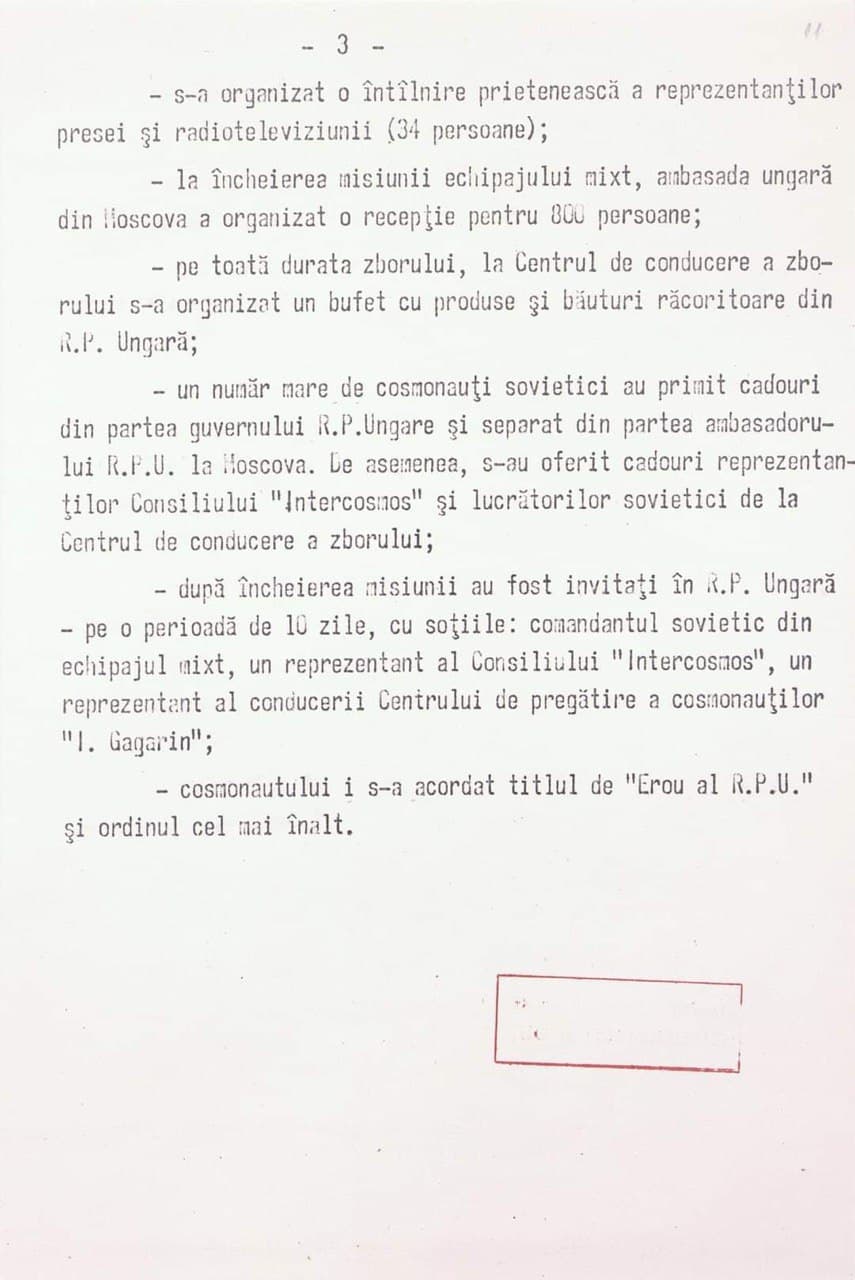 - 3 -
11
- s-a organizat o întîlnire prietenească a reprezentanţilor
presei şi radioteleviziunii (34 persoane);
- la încheierea misiunii echipajului mixt, ambasada ungară
din Moscova a organizat o recepţie pentru 800 persoane;
- pe toată durata zborului, la Centrul de conducere a zbo-
rului s-a organizat un bufet cu produse şi băuturi răcoritoare din
R.P. Ungară;
- un număr mare de cosmonauţi sovietici au primit cadouri
din partea guvernului R.P.Ungare şi separat din partea ambasadoru-
lui R.P.U. la Moscova. De asemenea, s-au oferit cadouri reprezentan-
ţilor Consiliului "Intercosmos" şi lucrătorilor sovietici de la
Centrul de conducere a zborului;
- după încheierea misiunii au fost invitaţi în R.P. Ungară
- pe o perioadă de 10 zile, cu soţiile: comandantul sovietic din
echipajul mixt, un reprezentant al Consiliului "Intercosmos", un
reprezentant al conducerii Centrului de pregătire a cosmonauţilor
"I. Gagarin";
- cosmonautului i s-a acordat titlul de "Erou al R.P.U."
şi ordinul cel mai înalt.